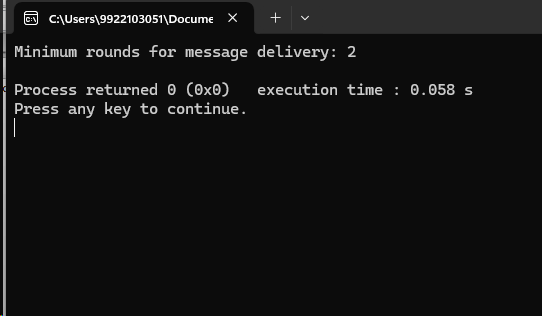 C:\Users\9922103051\Docume
Minimum rounds for message delivery: 2
Process returned 0 (0x0)   execution time : 0.058 s
Press any key to continue.